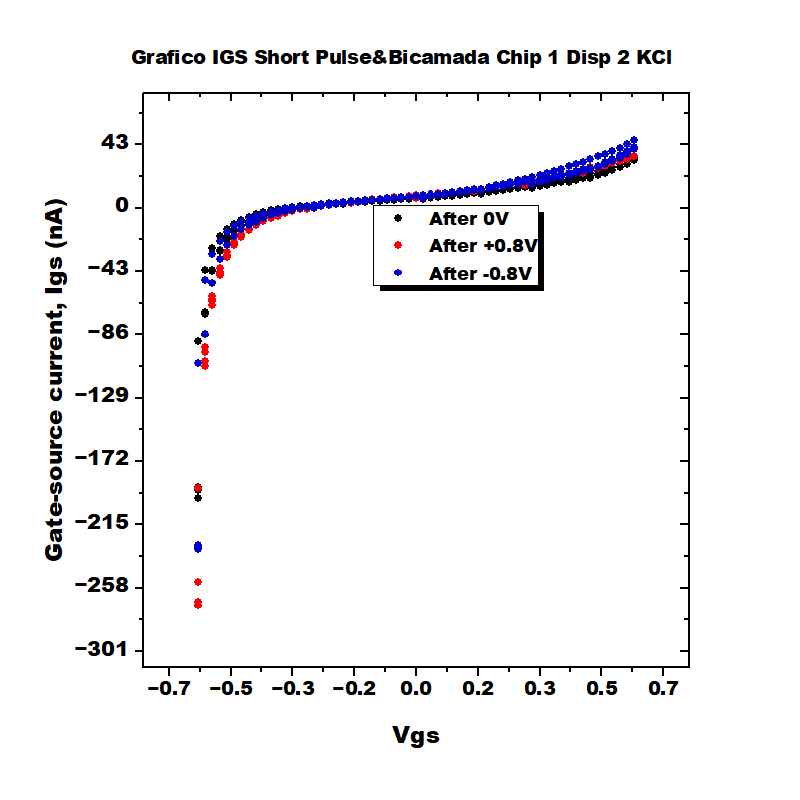 Grafico IGS Short Pulse&Bicamada Chip 1 Disp 2 KCl
43
0
−43
−86
−129
−172
−215
−258
−301
Gate-source current, Igs (nA)
After 0V
After +0.8V
After -0.8V
−0.7 −0.5 −0.3 −0.2 0.0 0.2 0.3 0.5 0.7
Vgs